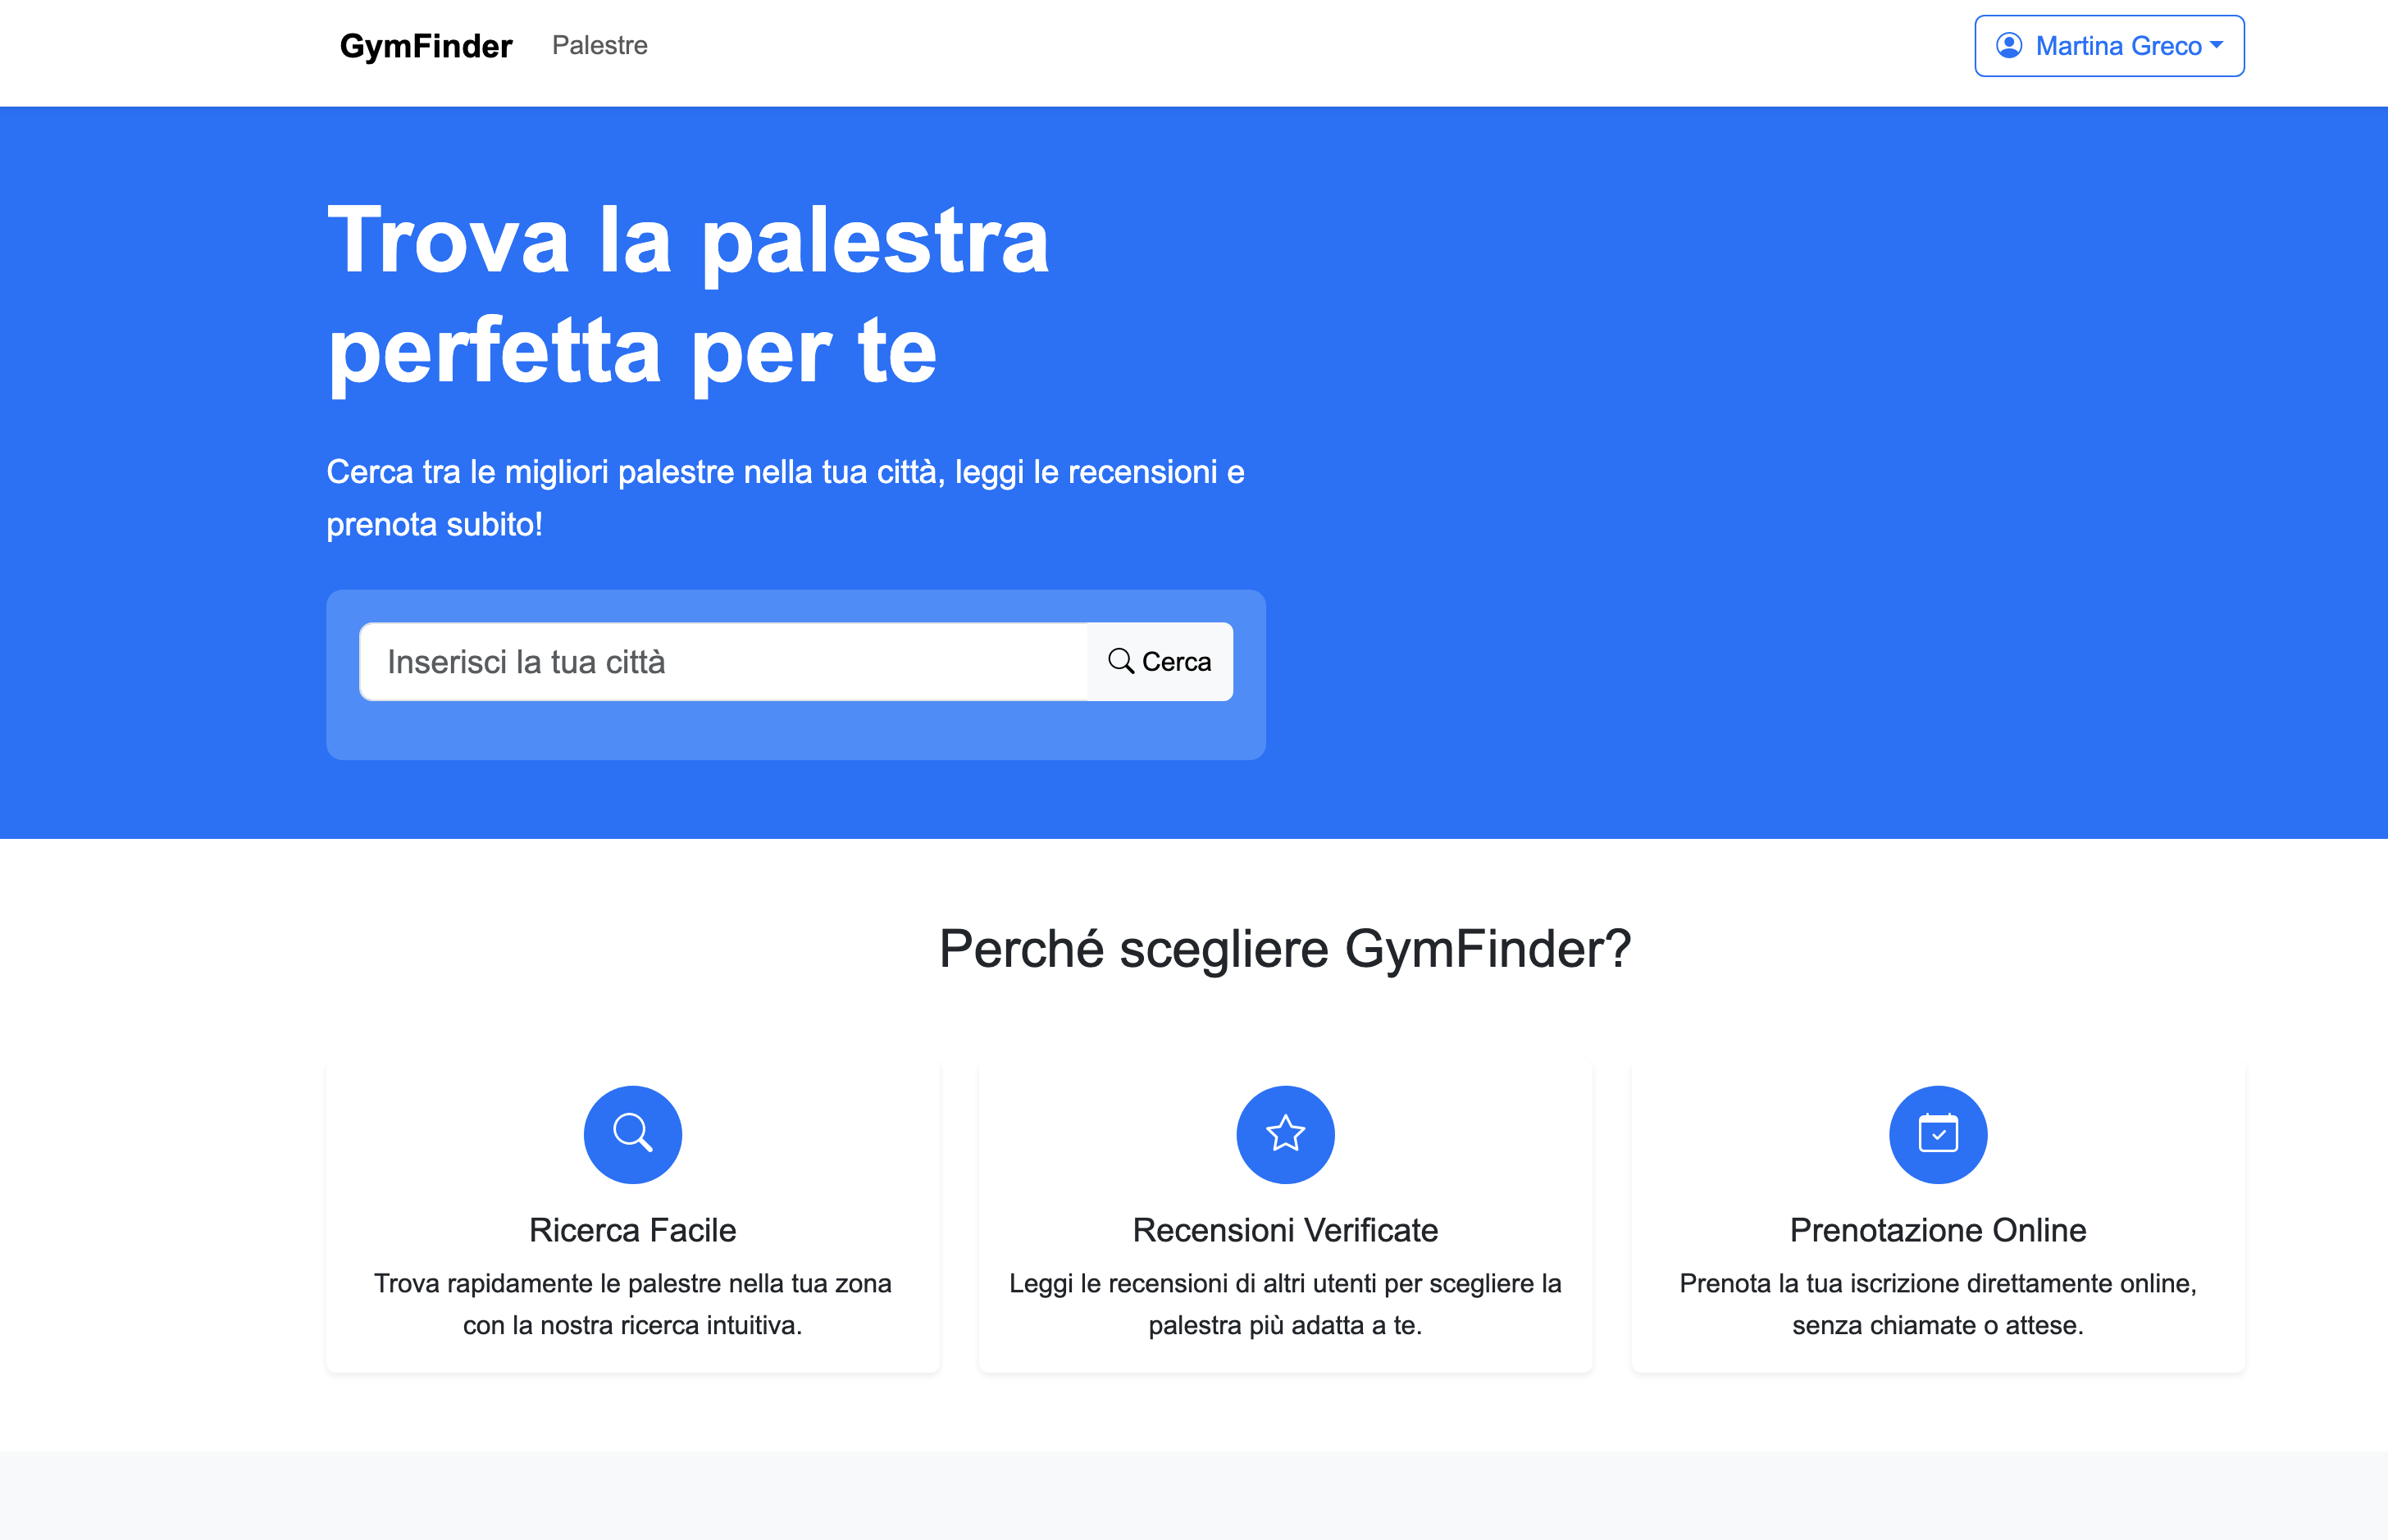 GymFinder
Palestre
Martina Greco
Trova la palestra
perfetta per te
Cerca tra le migliori palestre nella tua città, leggi le recensioni e
prenota subito!
Inserisci la tua città
Cerca
Perché scegliere GymFinder?
Ricerca Facile
Trova rapidamente le palestre nella tua zona
con la nostra ricerca intuitiva.
Recensioni Verificate
Leggi le recensioni di altri utenti per scegliere la
palestra più adatta a te.
Prenotazione Online
Prenota la tua iscrizione direttamente online,
senza chiamate o attese.